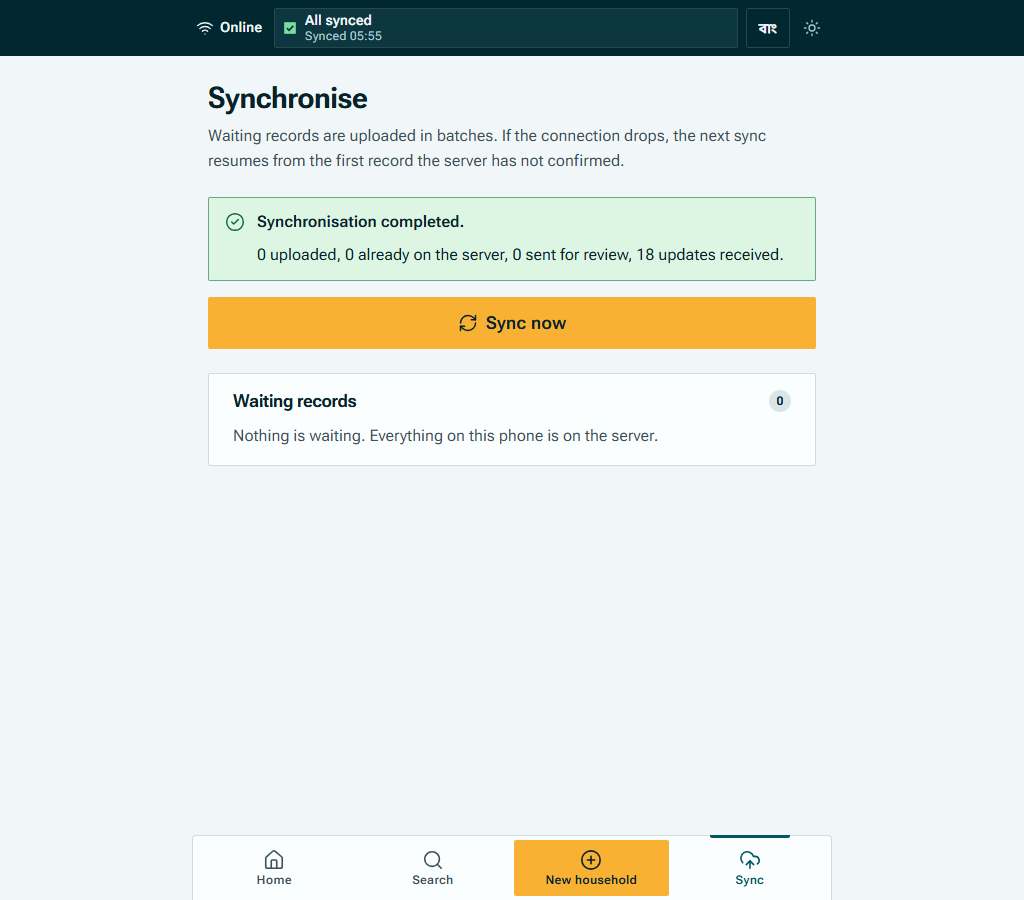 Online
All synced
Synced 05:55
বাং
Synchronise
Waiting records are uploaded in batches. If the connection drops, the next sync
resumes from the first record the server has not confirmed.
Synchronisation completed.
0 uploaded, 0 already on the server, 0 sent for review, 18 updates received.
Sync now
Waiting records
0
Nothing is waiting. Everything on this phone is on the server.
Home
Search
New household
Sync